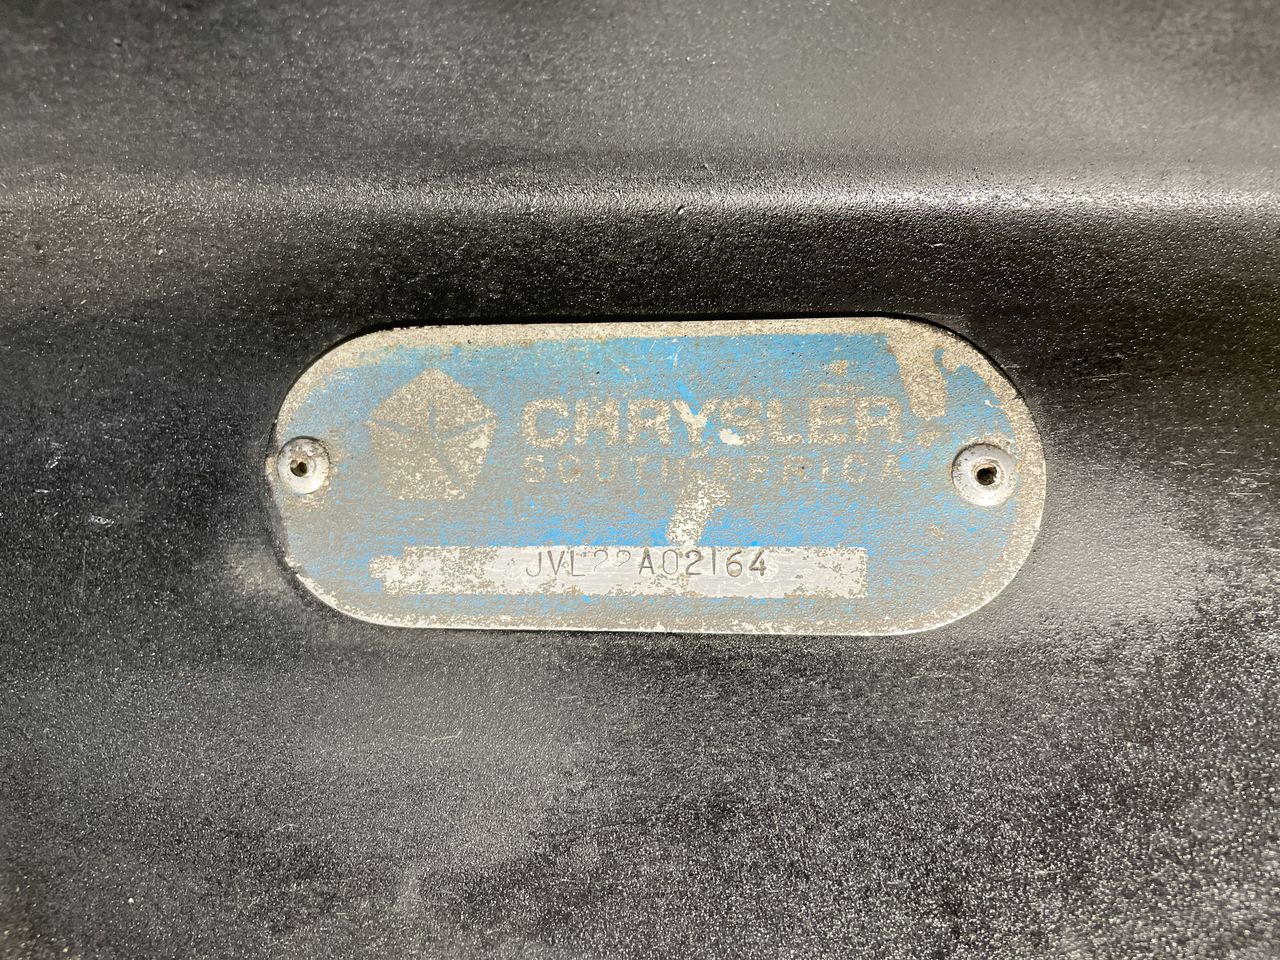 CHRYSLER
SOUTH AFRICA
JVL22A02164